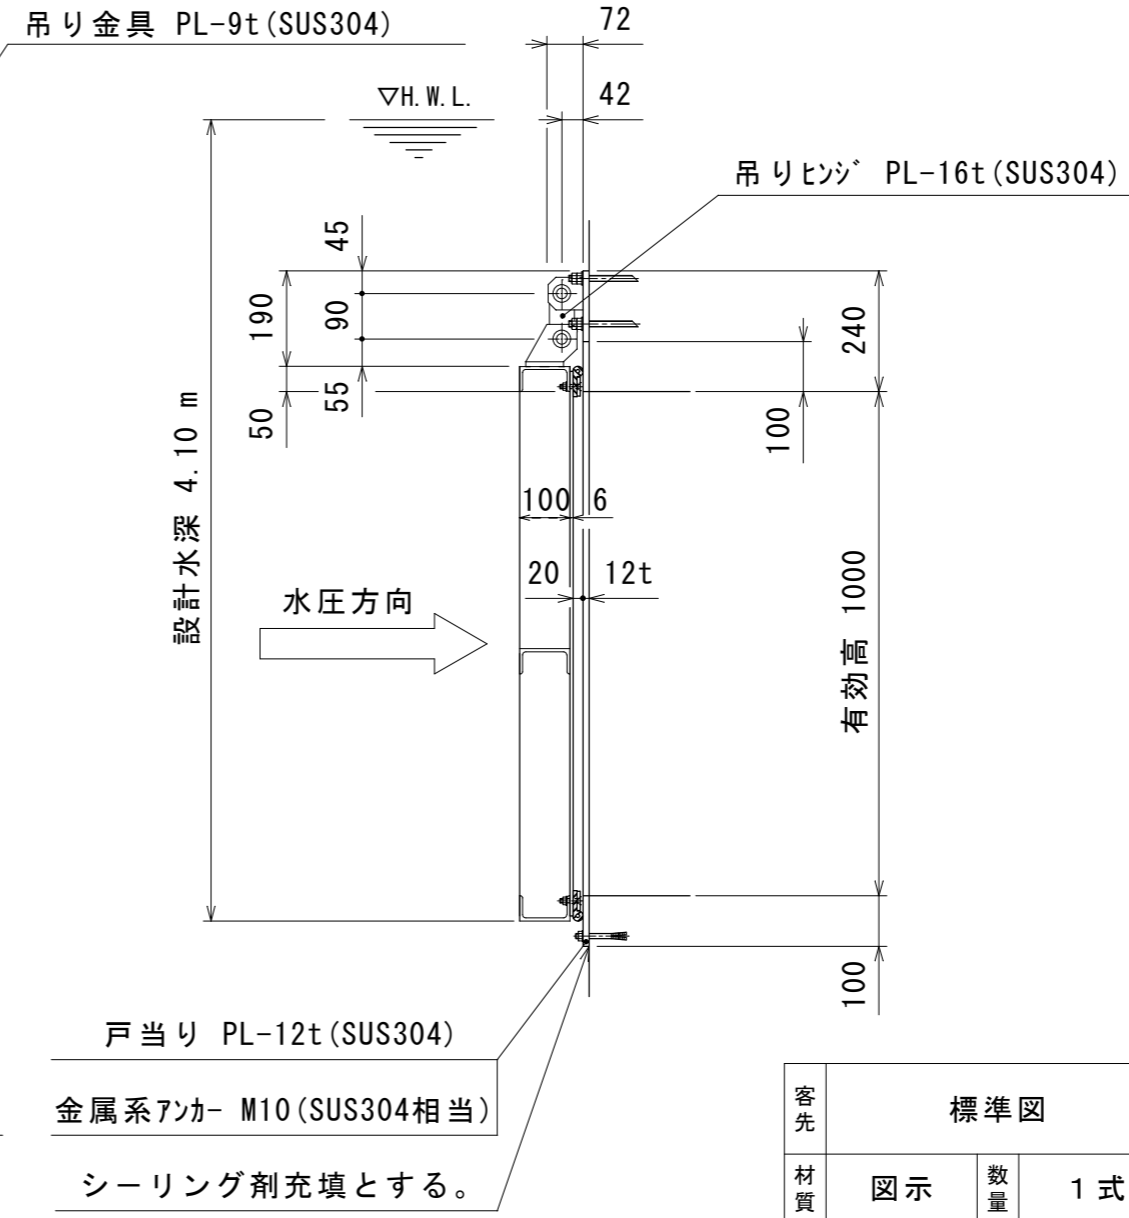 吊り金具 PL-9t(SUS304)
72
▽H.W.L.
42
吊りﾋﾝｼﾞ PL-16t(SUS304)
45
190
90
240
50
55
100
設計水深 4.10 m
100
6
20
12t
水圧方向
有効高 1000
100
戸当り PL-12t(SUS304)
金属系ｱﾝｶｰ M10(SUS304相当)
シーリング剤充填とする。
客先
標準図
材質
図示
数量
1式